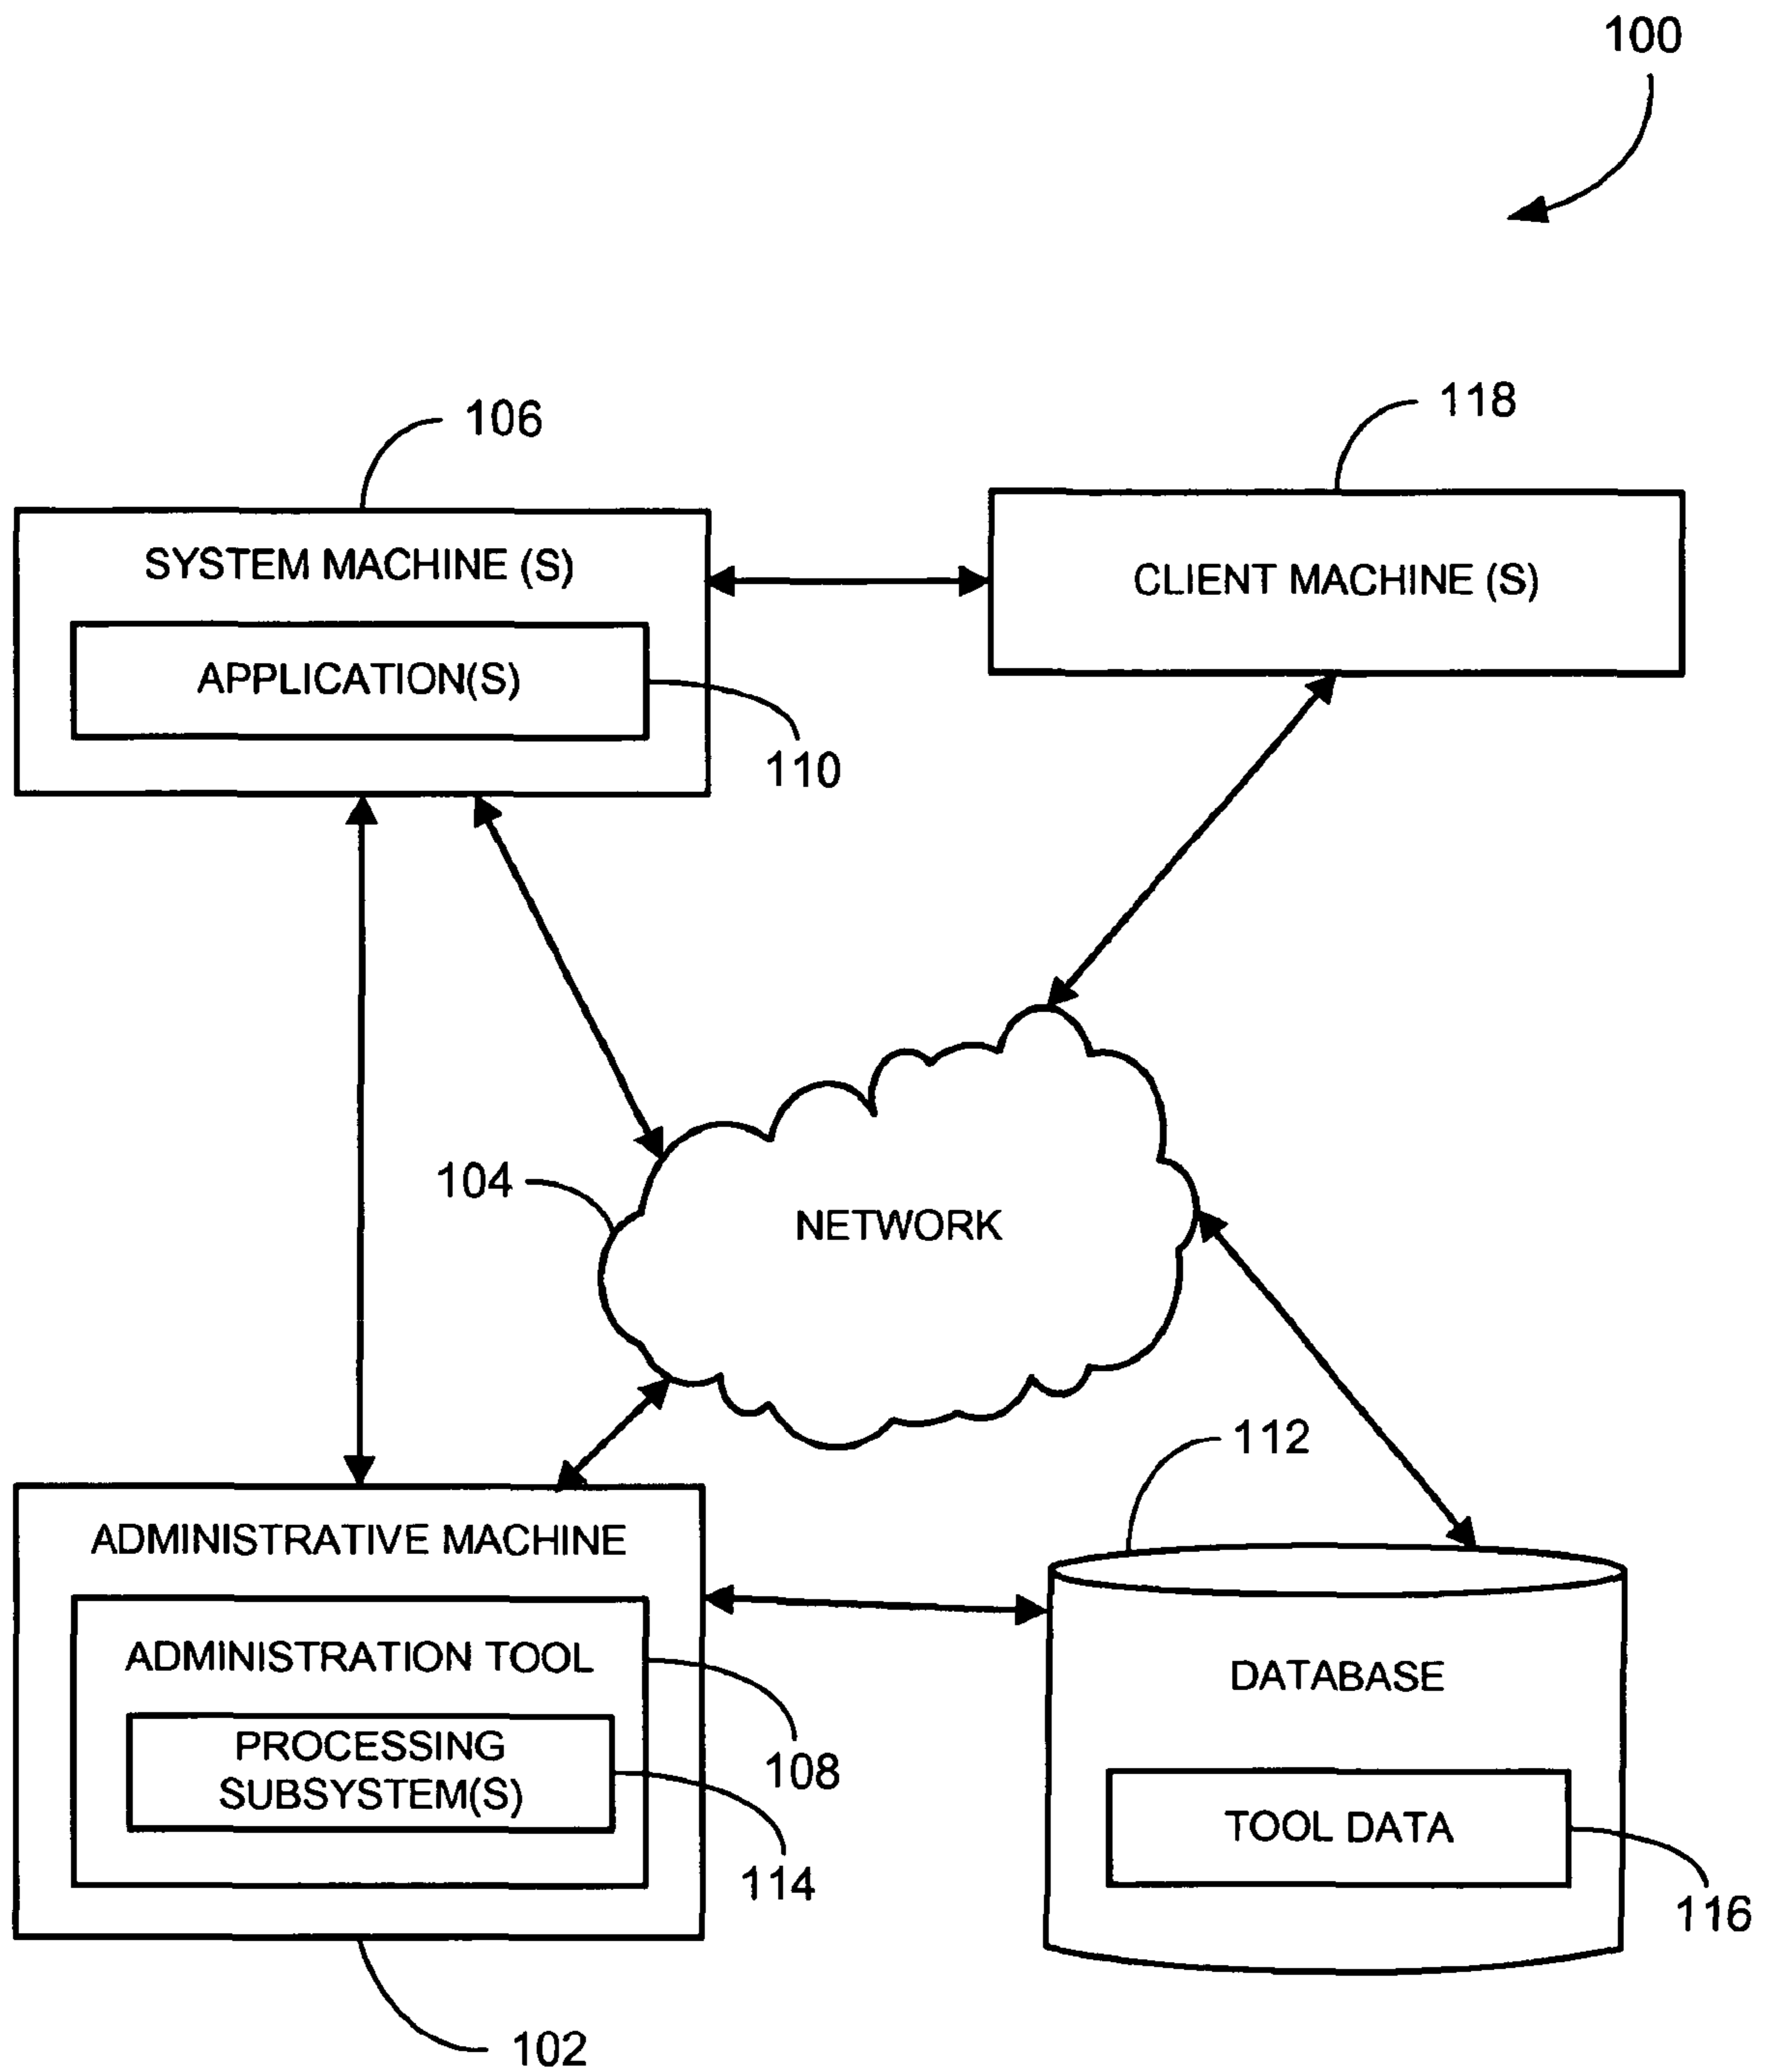 100
106
118
SYSTEM MACHINE (S)
CLIENT MACHINE (S)
APPLICATION(S)
110
104
NETWORK
112
ADMINISTRATIVE MACHINE
ADMINISTRATION TOOL
DATABASE
PROCESSING
SUBSYSTEM(S)
108
TOOL DATA
114
116
102